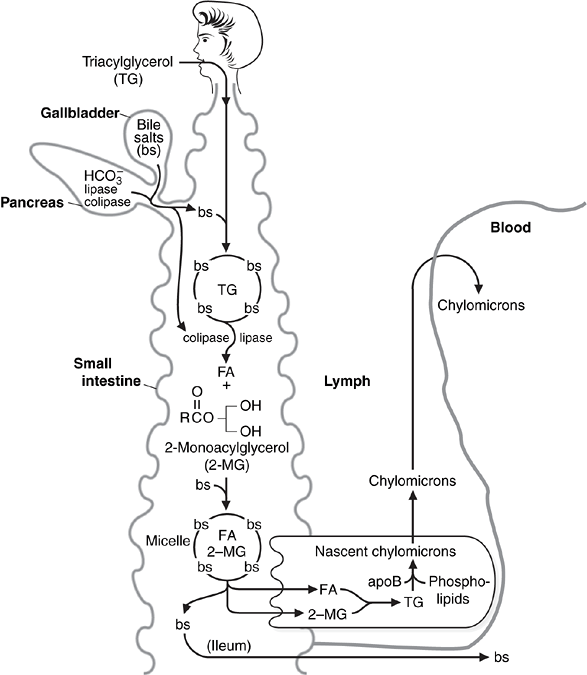 Triacylglycerol
(TG)
Gallbladder
Bile
salts
(bs)
HCO₃⁻
lipase
colipase
Pancreas
bs
Blood
bs bs
TG
bs bs
Chylomicrons
colipase lipase
FA
+
Small
intestine
Lymph
O
RCO
OH
OH
2-Monoacylglycerol
(2-MG)
bs
Chylomicrons
bs bs
Micelle
FA
2–MG
bs bs
Nascent chylomicrons
apoB
Phospho-
lipids
FA
TG
2–MG
bs
(Ileum)
bs